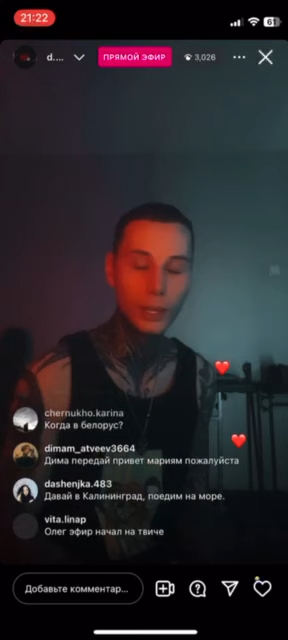 21:22
61
d....
ПРЯМОЙ ЭФИР
3,026
chernukho.karina
Когда в белорус?
dimam_atveev3664
Дима передай привет мариям пожалуйста
dashenjka.483
Давай в Калининград, поедим на море.
vita.linap
Олег эфир начал на твиче
Добавьте комментар...